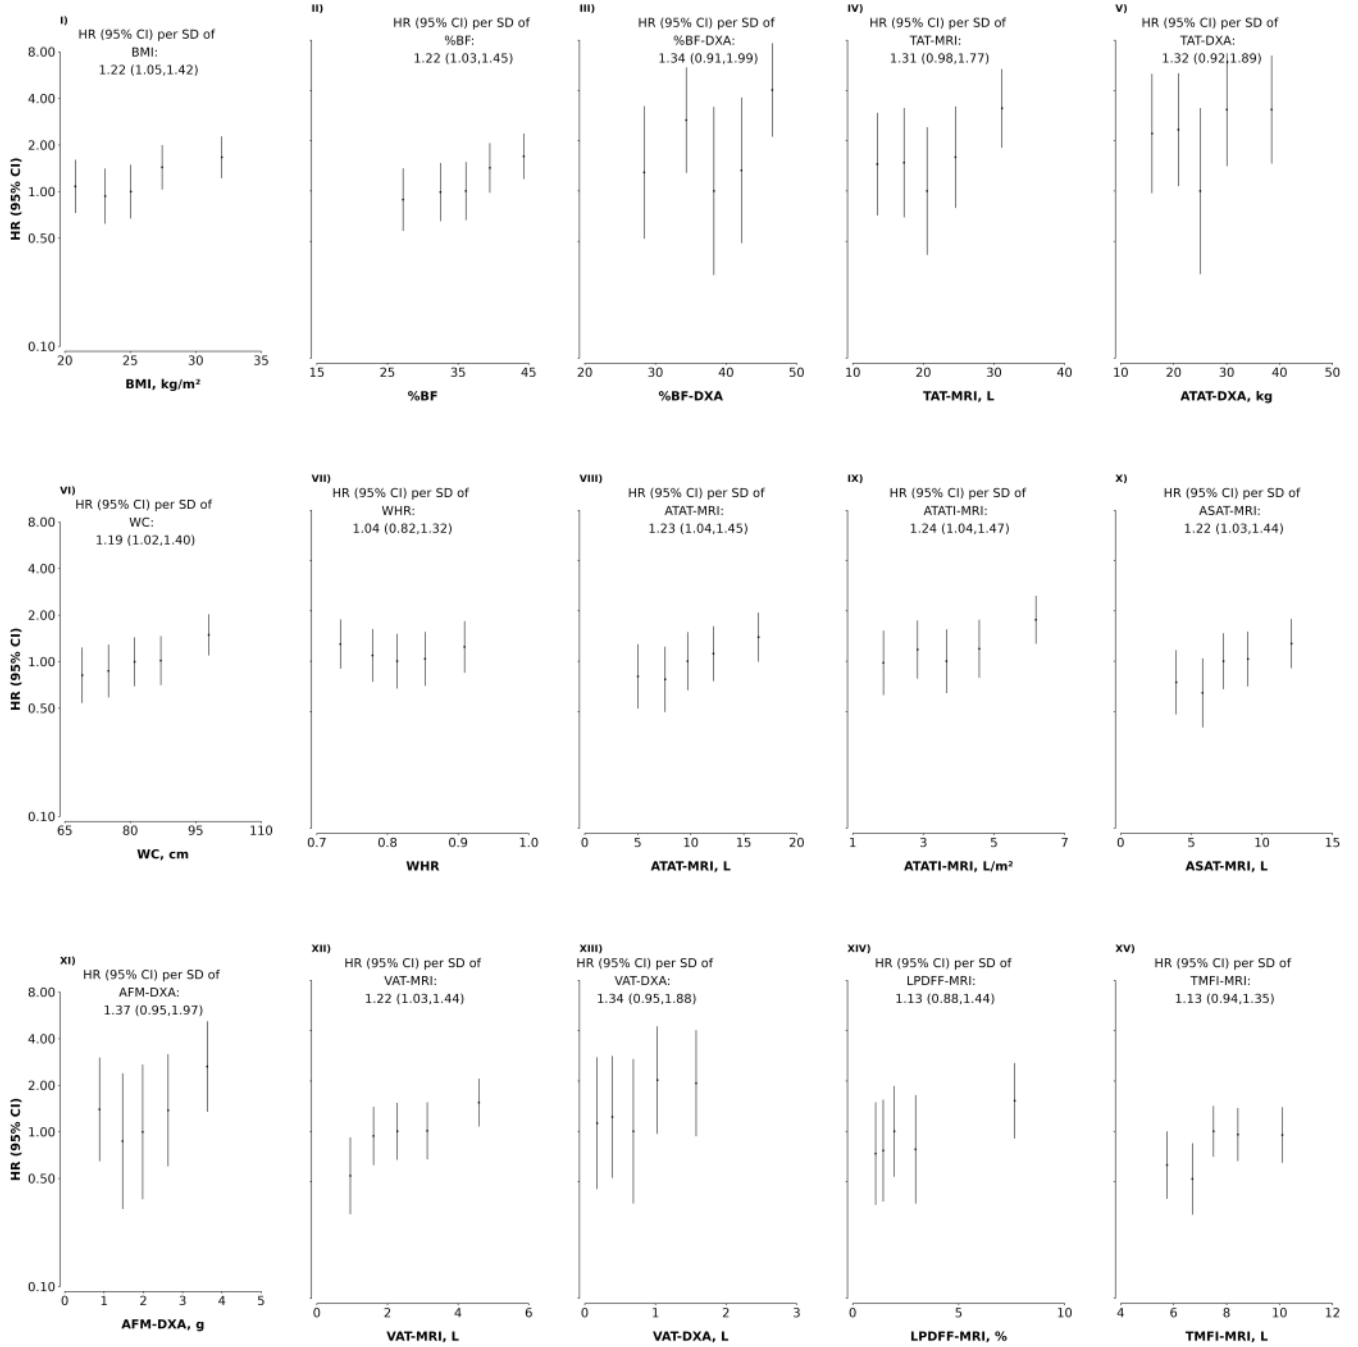 I)
HR (95% CI) per SD of
BMI:
1.22 (1.05,1.42)
8.00
4.00
2.00
1.00
0.50
0.10
HR (95% CI)
20 25 30 35
BMI, kg/m²
II)
HR (95% CI) per SD of
%BF:
1.22 (1.03,1.45)
15 25 35 45
%BF
III)
HR (95% CI) per SD of
%BF-DXA:
1.34 (0.91,1.99)
20 30 40 50
%BF-DXA
IV)
HR (95% CI) per SD of
TAT-MRI:
1.31 (0.98,1.77)
10 20 30 40
TAT-MRI, L
V)
HR (95% CI) per SD of
TAT-DXA:
1.32 (0.92,1.89)
10 20 30 40 50
ATAT-DXA, kg
VI)
HR (95% CI) per SD of
WC:
1.19 (1.02,1.40)
8.00
4.00
2.00
1.00
0.50
0.10
HR (95% CI)
65 80 95 110
WC, cm
VII)
HR (95% CI) per SD of
WHR:
1.04 (0.82,1.32)
0.7 0.8 0.9 1.0
WHR
VIII)
HR (95% CI) per SD of
ATAT-MRI:
1.23 (1.04,1.45)
0 5 10 15 20
ATAT-MRI, L
IX)
HR (95% CI) per SD of
ATATI-MRI:
1.24 (1.04,1.47)
1 3 5 7
ATATI-MRI, L/m²
X)
HR (95% CI) per SD of
ASAT-MRI:
1.22 (1.03,1.44)
0 5 10 15
ASAT-MRI, L
XI)
HR (95% CI) per SD of
AFM-DXA:
1.37 (0.95,1.97)
8.00
4.00
2.00
1.00
0.50
0.10
HR (95% CI)
0 1 2 3 4 5
AFM-DXA, g
XII)
HR (95% CI) per SD of
VAT-MRI:
1.22 (1.03,1.44)
0 2 4 6
VAT-MRI, L
XIII)
HR (95% CI) per SD of
VAT-DXA:
1.34 (0.95,1.88)
0 1 2 3
VAT-DXA, L
XIV)
HR (95% CI) per SD of
LPDFF-MRI:
1.13 (0.88,1.44)
0 5 10
LPDFF-MRI, %
XV)
HR (95% CI) per SD of
TMFI-MRI:
1.13 (0.94,1.35)
4 6 8 10 12
TMFI-MRI, L